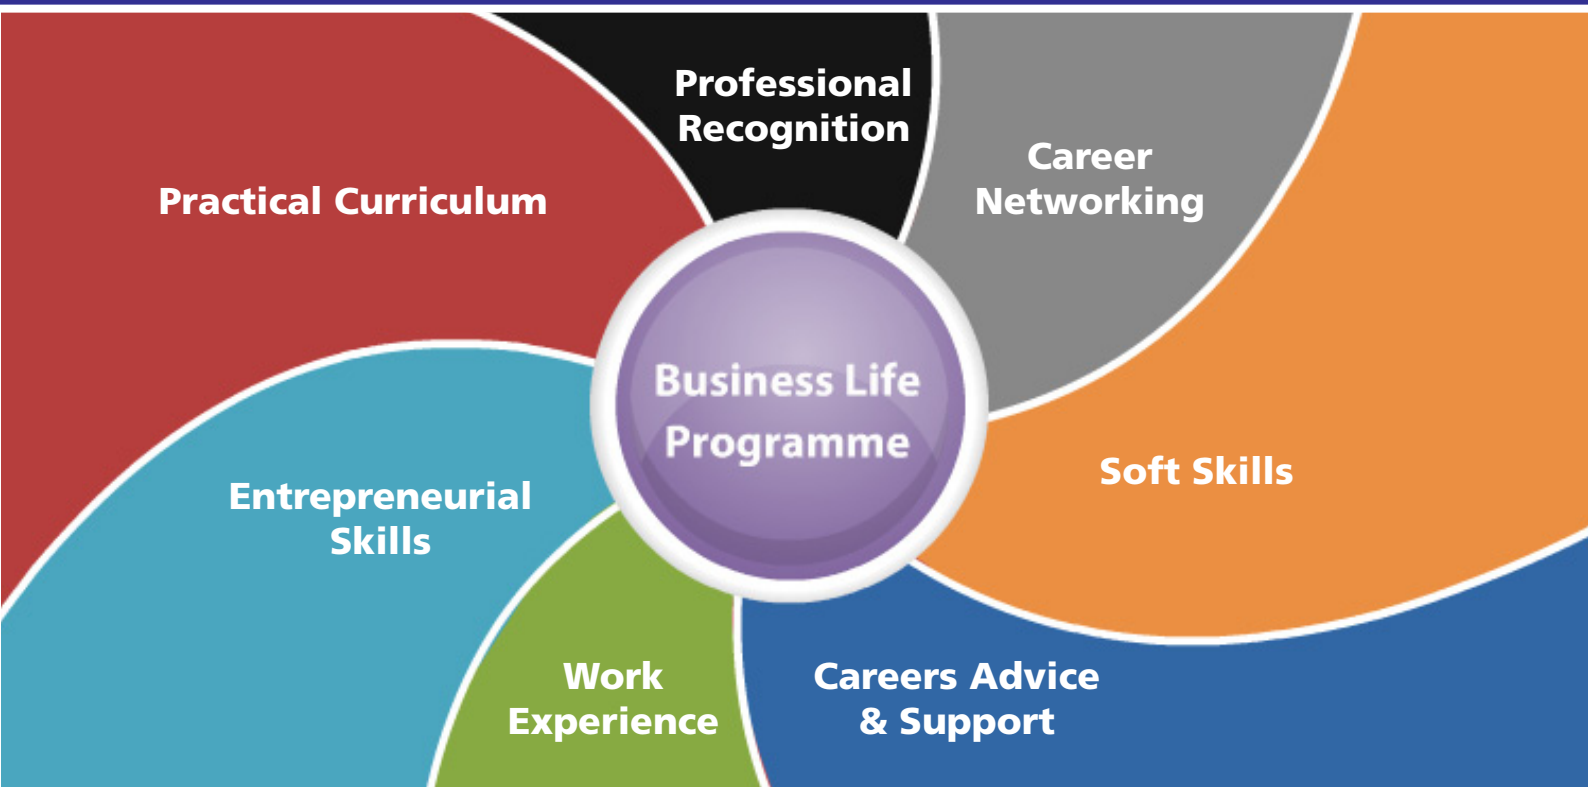 Professional
Recognition
Career
Networking
Practical Curriculum
Business Life
Programme
Soft Skills
Entrepreneurial
Skills
Work
Experience
Careers Advice
& Support